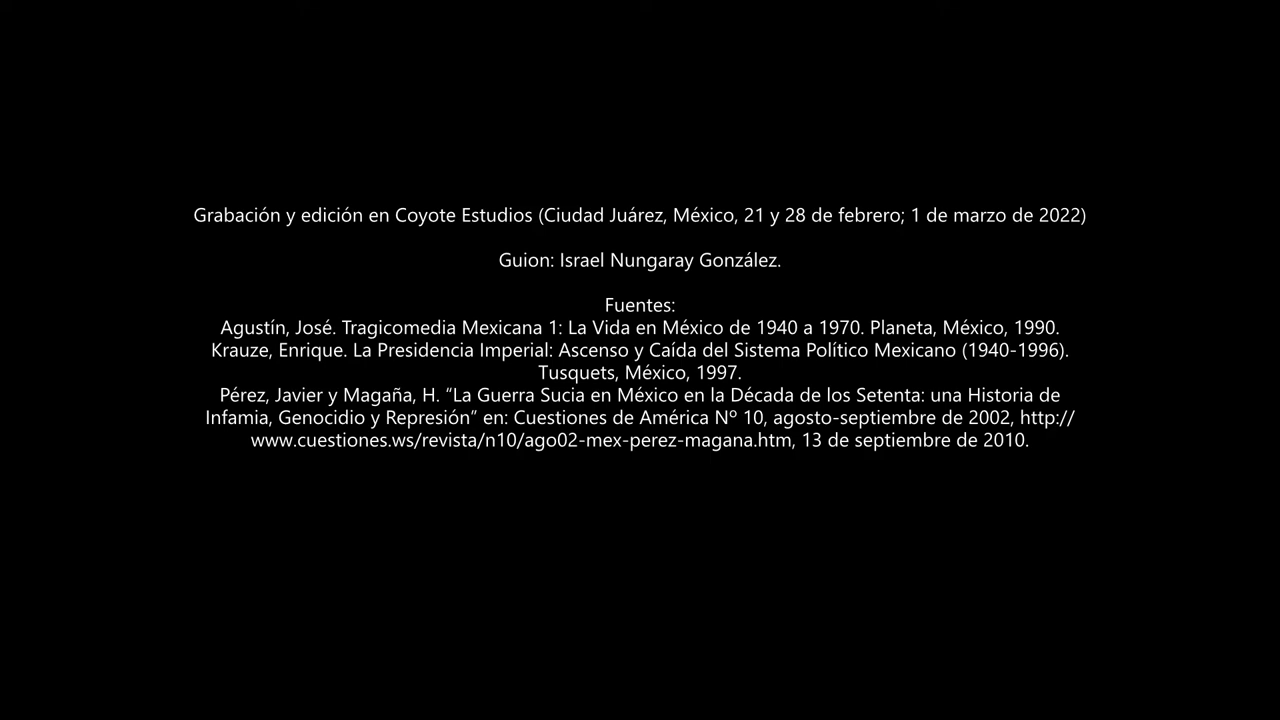 Grabación y edición en Coyote Estudios (Ciudad Juárez, México, 21 y 28 de febrero; 1 de marzo de 2022)
Guion: Israel Nungaray González.
Fuentes:
Agustín, José. Tragicomedia Mexicana 1: La Vida en México de 1940 a 1970. Planeta, México, 1990.
Krauze, Enrique. La Presidencia Imperial: Ascenso y Caída del Sistema Político Mexicano (1940-1996).
Tusquets, México, 1997.
Pérez, Javier y Magaña, H. “La Guerra Sucia en México en la Década de los Setenta: una Historia de
Infamia, Genocidio y Represión” en: Cuestiones de América Nº 10, agosto-septiembre de 2002, http://
www.cuestiones.ws/revista/n10/ago02-mex-perez-magana.htm, 13 de septiembre de 2010.